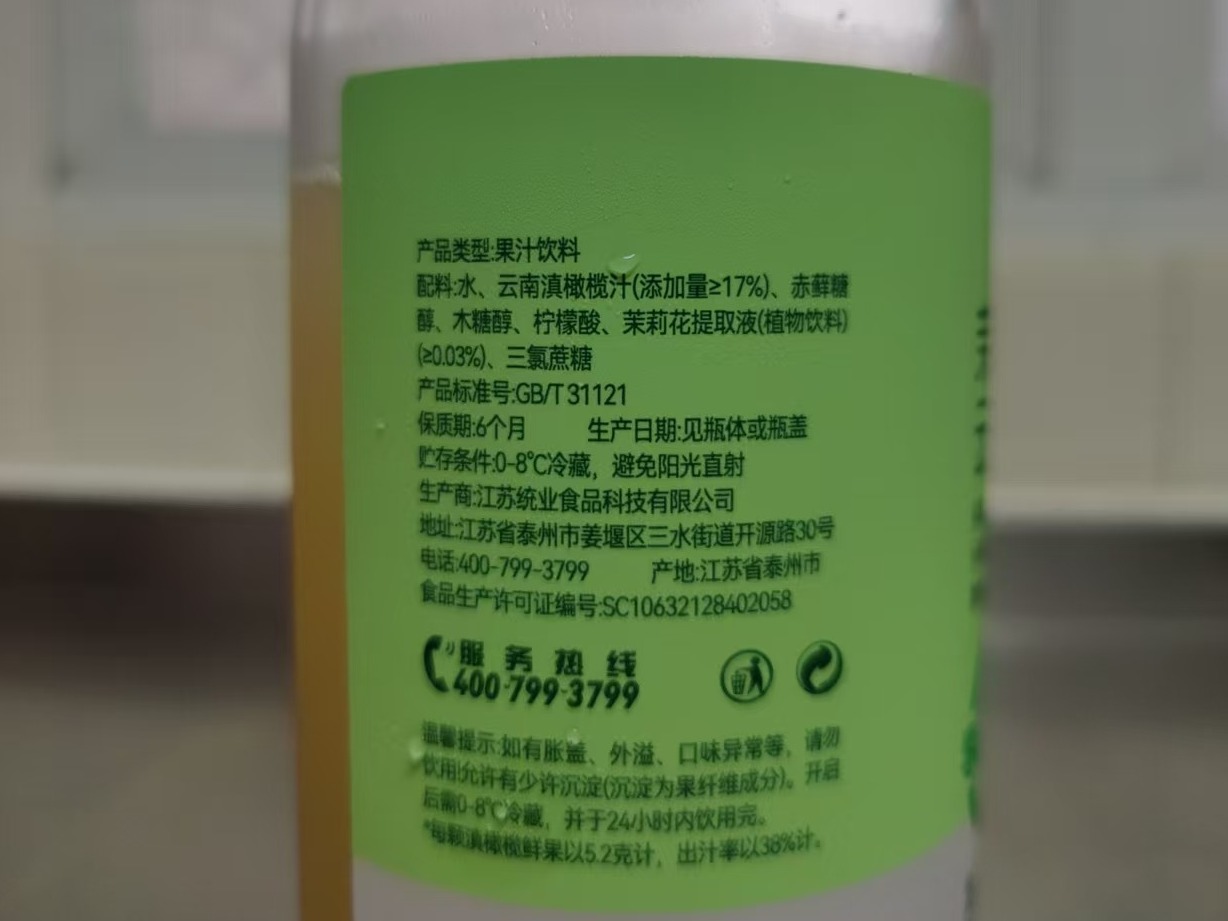 产品类型:果汁饮料
配料:水、云南滇橄榄汁(添加量≥17%)、赤藓糖
醇、木糖醇、柠檬酸、茉莉花提取液(植物饮料)
(≥0.03%)、三氯蔗糖
产品标准号:GB/T 31121
保质期:6个月 生产日期:见瓶体或瓶盖
贮存条件:0-8℃冷藏，避免阳光直射
生产商:江苏统业食品科技有限公司
地址:江苏省泰州市姜堰区三水街道开源路30号
电话:400-799-3799 产地:江苏省泰州市
食品生产许可证编号:SC10632128402058
服务热线
400-799-3799
温馨提示:如有胀盖、外溢、口味异常等，请勿
饮用!允许有少许沉淀(沉淀为果纤维成分)。开启
后需0-8℃冷藏，并于24小时内饮用完。
*每颗滇橄榄鲜果以5.2克计，出汁率以38%计。